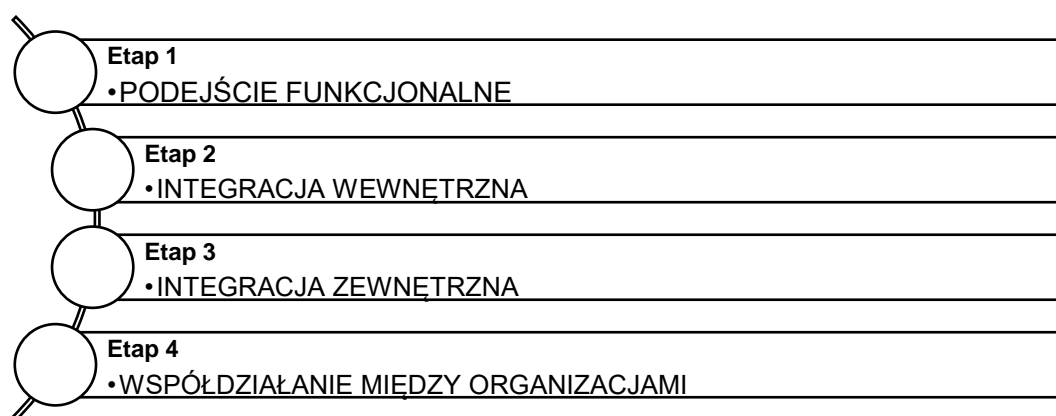 Etap 1
•PODEJŚCIE FUNKCJONALNE
Etap 2
•INTEGRACJA WEWNĘTRZNA
Etap 3
•INTEGRACJA ZEWNĘTRZNA
Etap 4
•WSPÓŁDZIAŁANIE MIĘDZY ORGANIZACJAMI